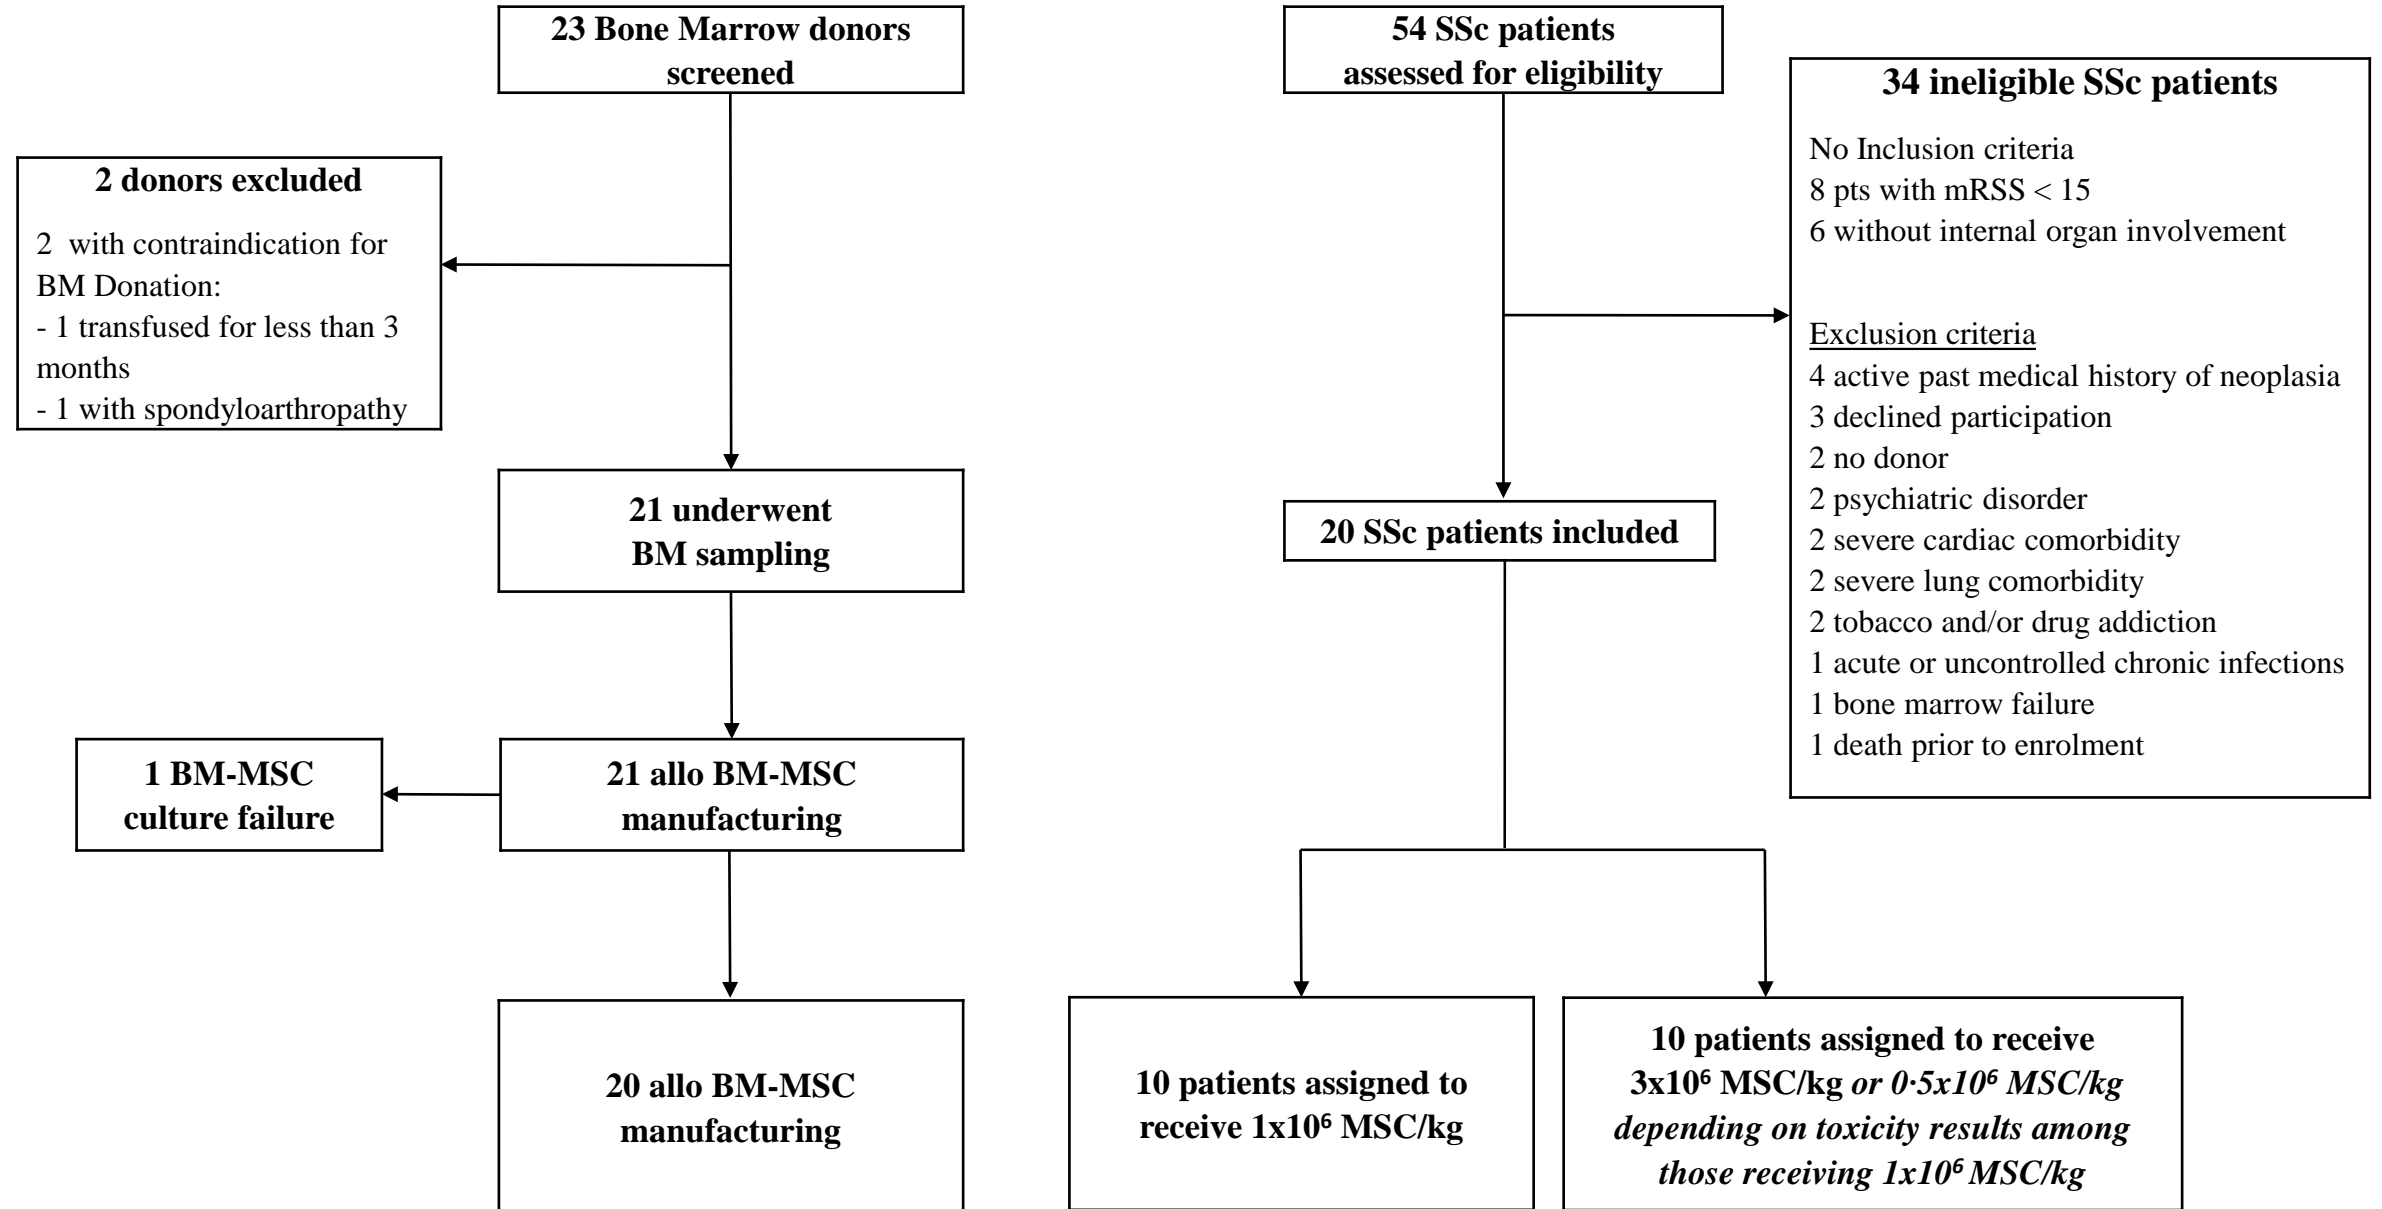 23 Bone Marrow donors
screened
2 donors excluded
2  with contraindication for
BM Donation:
- 1 transfused for less than 3
months
- 1 with spondyloarthropathy
21 underwent
BM sampling
1 BM-MSC
culture failure
21 allo BM-MSC
manufacturing
20 allo BM-MSC
manufacturing
54 SSc patients
assessed for eligibility
34 ineligible SSc patients
No Inclusion criteria
8 pts with mRSS < 15
6 without internal organ involvement
Exclusion criteria
4 active past medical history of neoplasia
3 declined participation
2 no donor
2 psychiatric disorder
2 severe cardiac comorbidity
2 severe lung comorbidity
2 tobacco and/or drug addiction
1 acute or uncontrolled chronic infections
1 bone marrow failure
1 death prior to enrolment
20 SSc patients included
10 patients assigned to
receive 1x10⁶ MSC/kg
10 patients assigned to receive
3x10⁶ MSC/kg or 0·5x10⁶ MSC/kg
depending on toxicity results among
those receiving 1x10⁶ MSC/kg